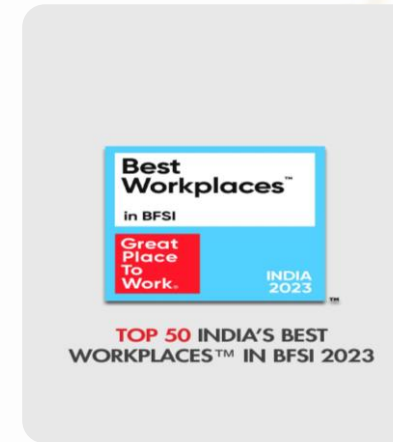 Best
Workplaces™
in BFSI
Great
Place
To
Work®
INDIA
2023
™
TOP 50 INDIA'S BEST
WORKPLACES™ IN BFSI 2023